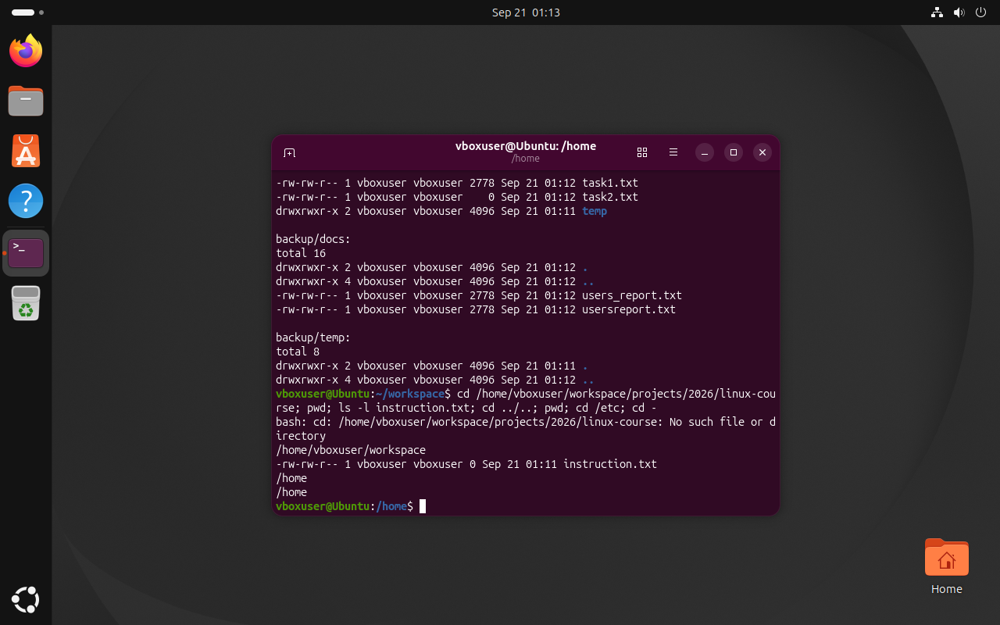 Sep 21 01:13
vboxuser@Ubuntu: /home
/home
-rw-rw-r-- 1 vboxuser vboxuser 2778 Sep 21 01:12 task1.txt
-rw-rw-r-- 1 vboxuser vboxuser    0 Sep 21 01:12 task2.txt
drwxrwxr-x 2 vboxuser vboxuser 4096 Sep 21 01:11 temp
backup/docs:
total 16
drwxrwxr-x 2 vboxuser vboxuser 4096 Sep 21 01:12 .
drwxrwxr-x 4 vboxuser vboxuser 4096 Sep 21 01:12 ..
-rw-rw-r-- 1 vboxuser vboxuser 2778 Sep 21 01:12 users_report.txt
-rw-rw-r-- 1 vboxuser vboxuser 2778 Sep 21 01:12 usersreport.txt
backup/temp:
total 8
drwxrwxr-x 2 vboxuser vboxuser 4096 Sep 21 01:11 .
drwxrwxr-x 4 vboxuser vboxuser 4096 Sep 21 01:12 ..
vboxuser@Ubuntu:~/workspace$ cd /home/vboxuser/workspace/projects/2026/linux-cou
rse; pwd; ls -l instruction.txt; cd ../..; pwd; cd /etc; cd -
bash: cd: /home/vboxuser/workspace/projects/2026/linux-course: No such file or d
irectory
/home/vboxuser/workspace
-rw-rw-r-- 1 vboxuser vboxuser 0 Sep 21 01:11 instruction.txt
/home
/home
vboxuser@Ubuntu:/home$
Home